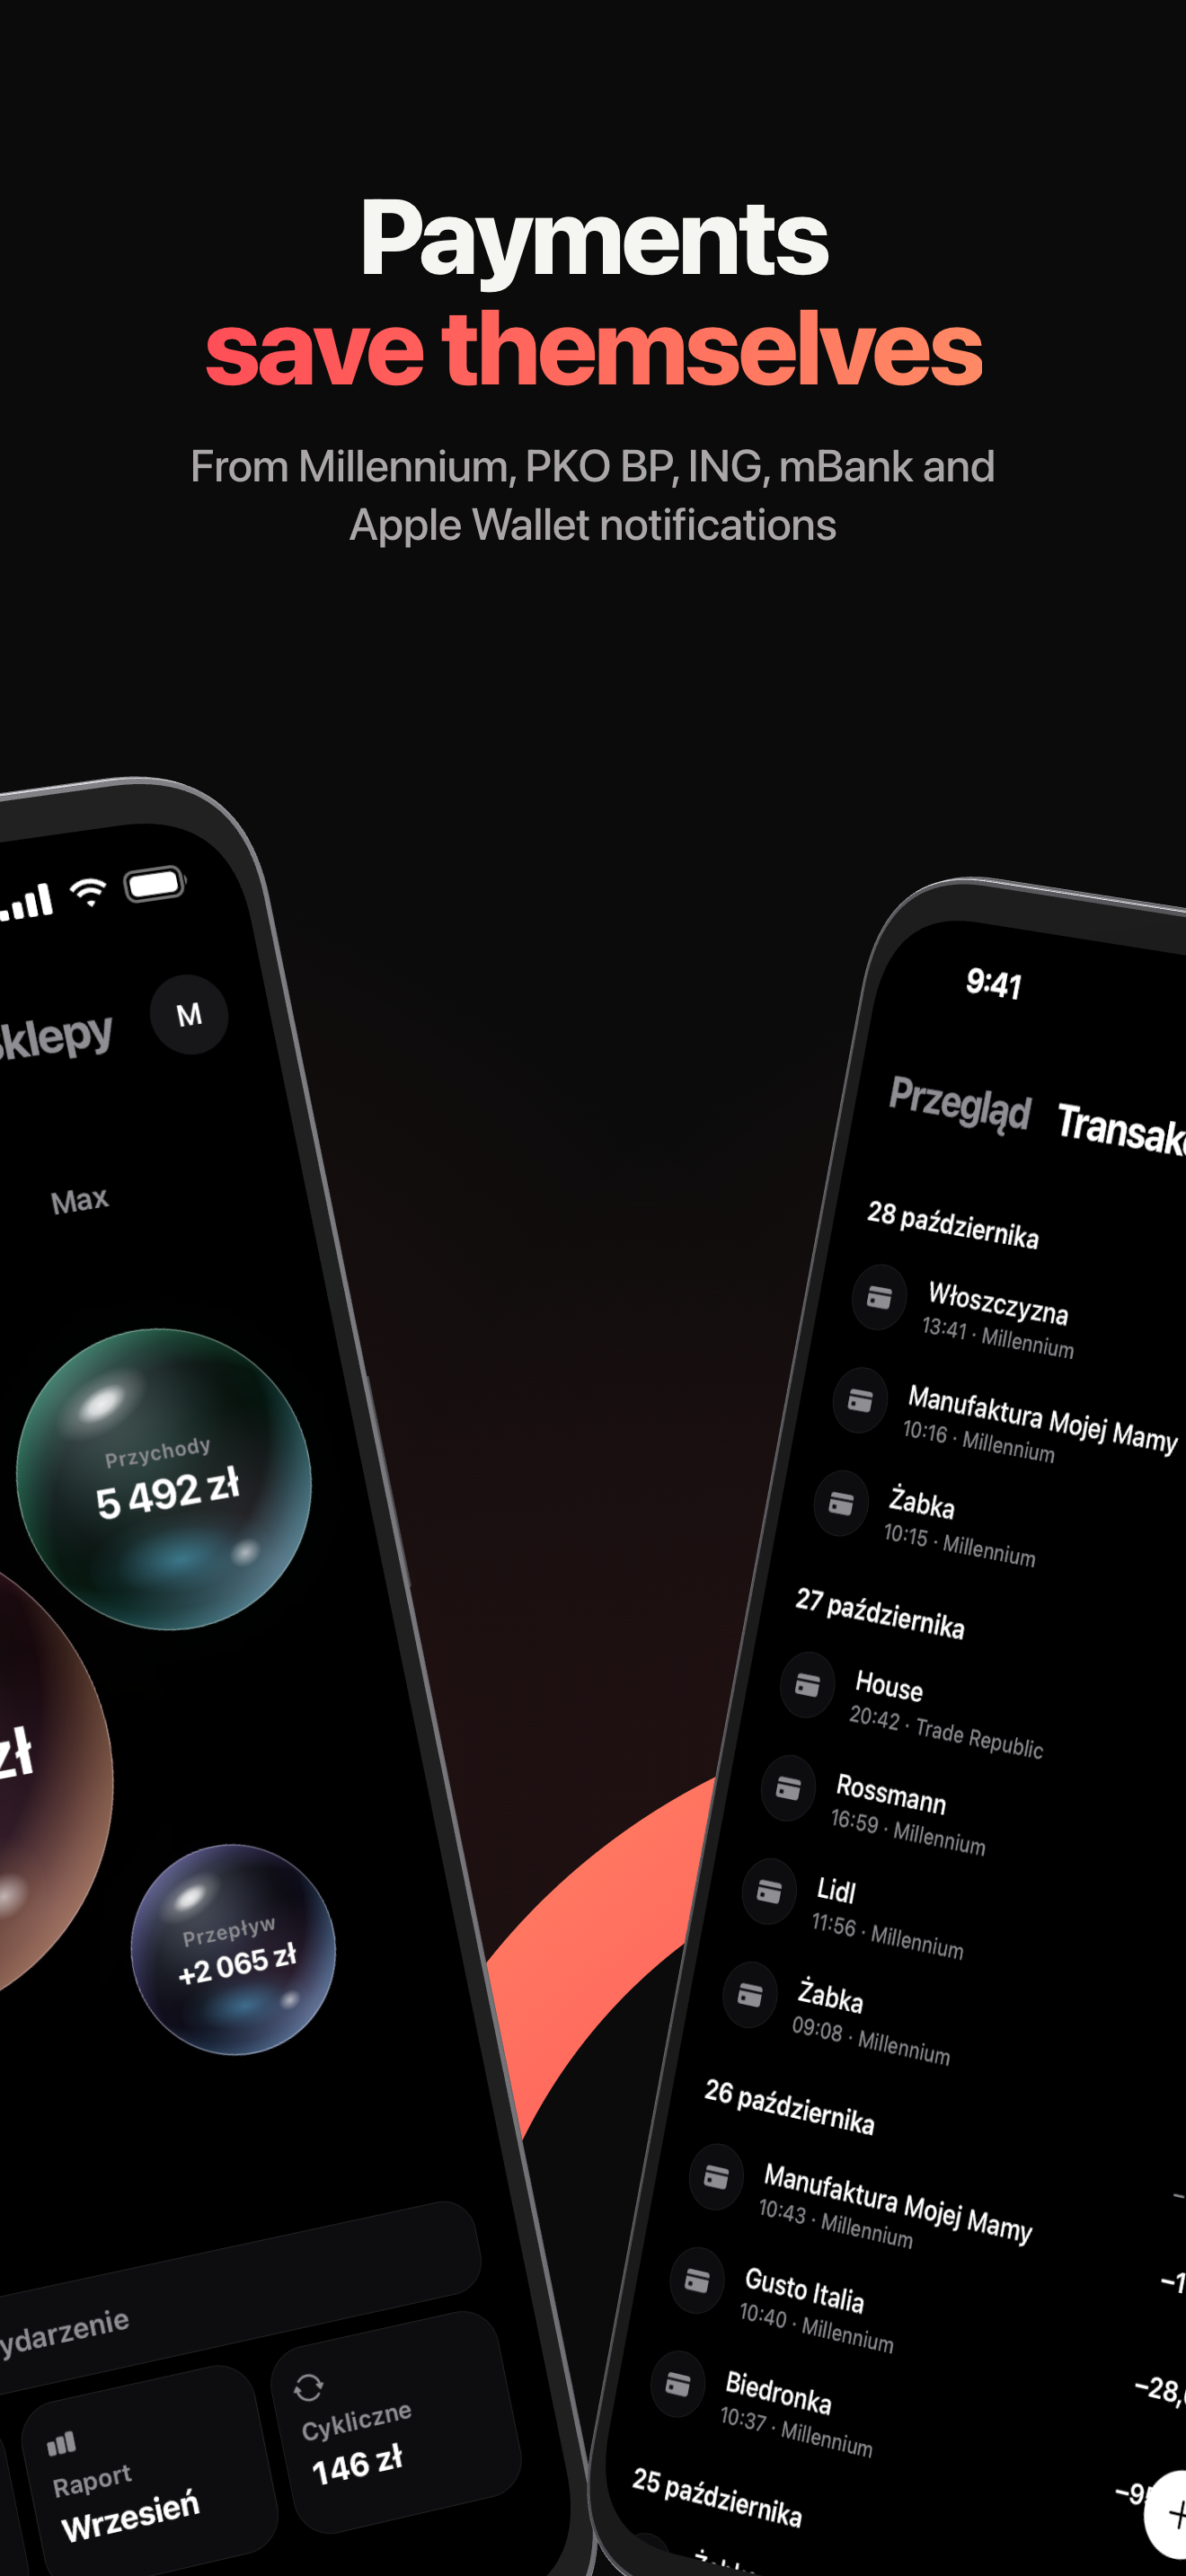 Payments
save themselves
From Millennium, PKO BP, ING, mBank and
Apple Wallet notifications
M
Max
Przychody
5 492 zł
zł
Przepływ
+2 065 zł
Raport
Wrzesień
Cykliczne
146 zł
9:41
Przegląd
28 października
Włoszczyzna
13:41 · Millennium
Manufaktura Mojej Mamy
10:16 · Millennium
Żabka
10:15 · Millennium
27 października
House
20:42 · Trade Republic
Rossmann
16:59 · Millennium
Lidl
11:56 · Millennium
Żabka
09:08 · Millennium
26 października
Manufaktura Mojej Mamy
10:43 · Millennium
Gusto Italia
10:40 · Millennium
Biedronka
10:37 · Millennium
25 października